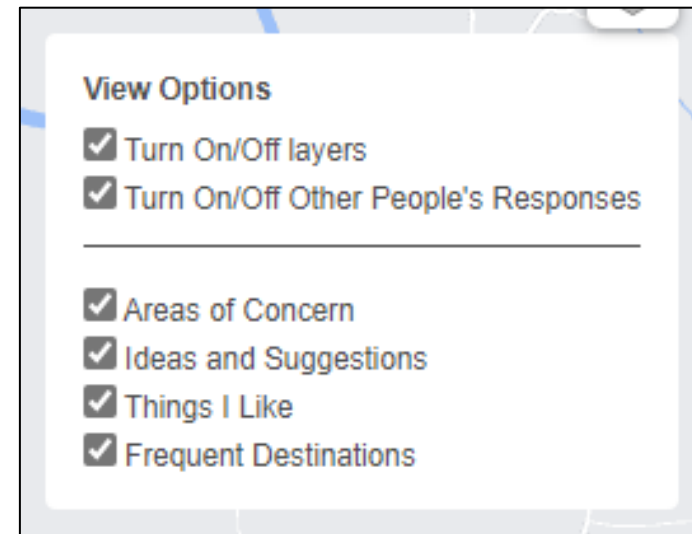 View Options
Turn On/Off layers
Turn On/Off Other People's Responses
Areas of Concern
Ideas and Suggestions
Things I Like
Frequent Destinations